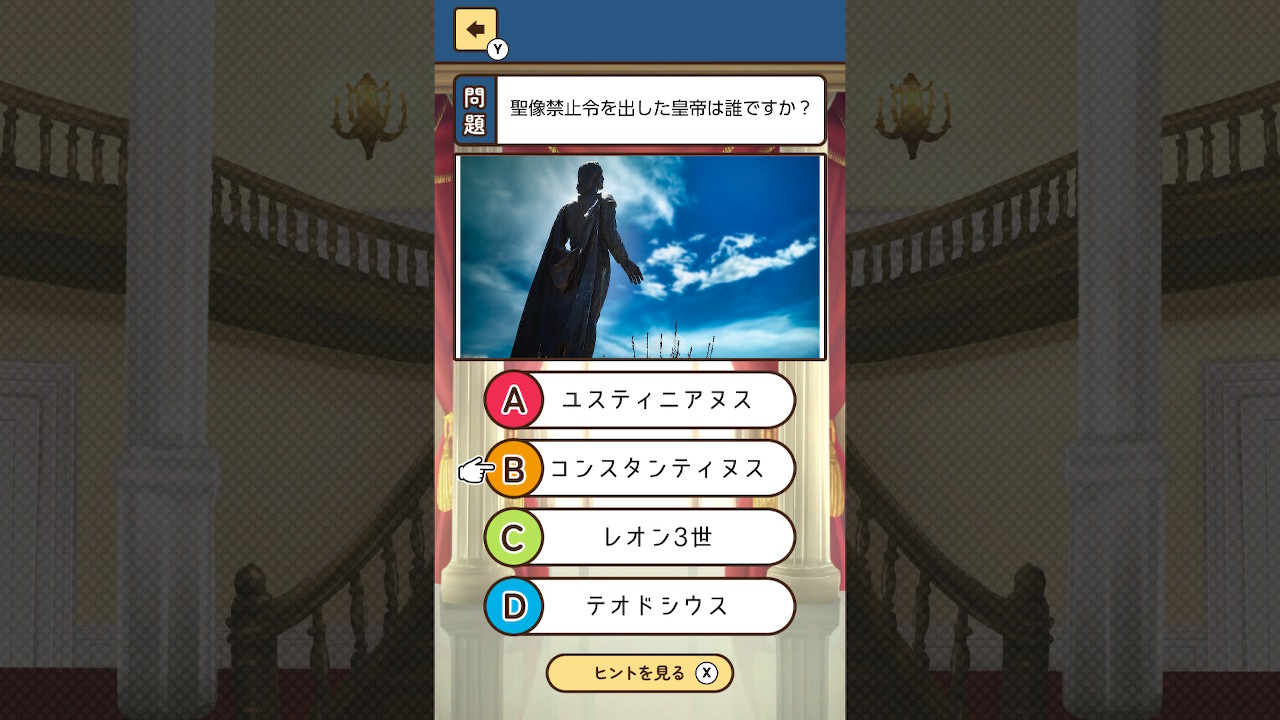 Y
問題
聖像禁止令を出した皇帝は誰ですか？
A ユスティニアヌス
B コンスタンティヌス
C レオン3世
D テオドシウス
ヒントを見る X